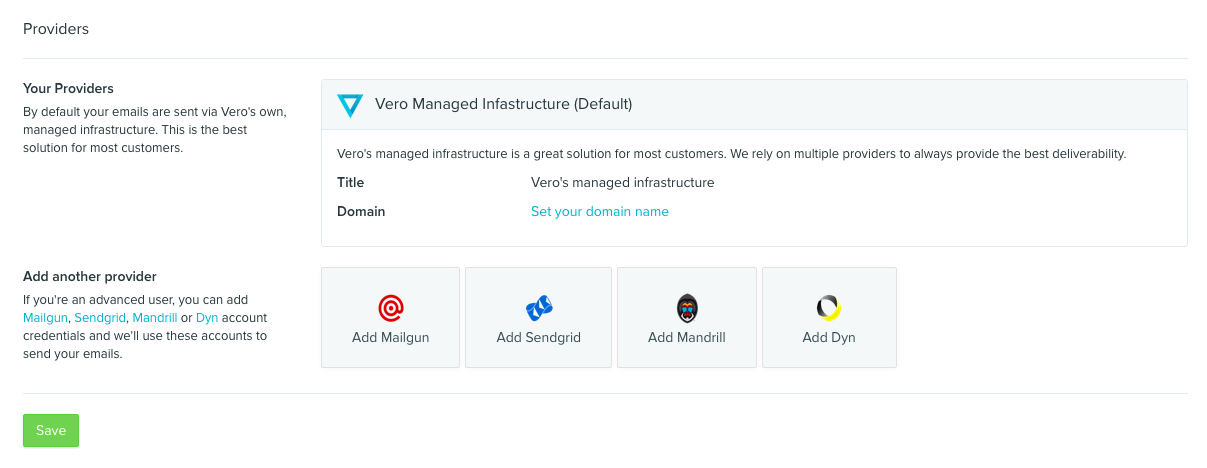 Providers
Your Providers
By default your emails are sent via Vero's own,
managed infrastructure. This is the best
solution for most customers.
Vero Managed Infastructure (Default)
Vero's managed infrastructure is a great solution for most customers. We rely on multiple providers to always provide the best deliverability.
Title Vero's managed infrastructure
Domain Set your domain name
Add another provider
If you're an advanced user, you can add
Mailgun, Sendgrid, Mandrill or Dyn account
credentials and we'll use these accounts to
send your emails.
Add Mailgun
Add Sendgrid
Add Mandrill
Add Dyn
Save